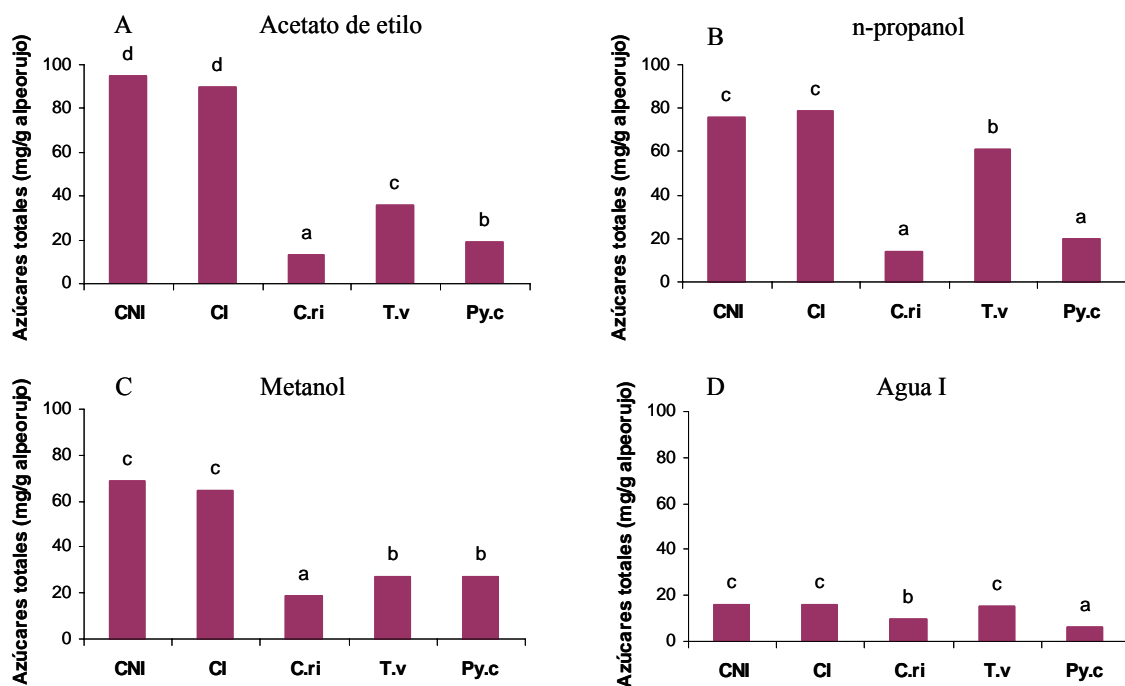 A Acetato de etilo
Azúcares totales (mg/g alpeorujo)
100
80
60
40
20
0
d d a c b
CNI CI C.ri T.v Py.c
B n-propanol
Azúcares totales (mg/g alpeorujo)
100
80
60
40
20
0
c c a b a
CNI CI C.ri T.v Py.c
C Metanol
Azúcares totales (mg/g alpeorujo)
100
80
60
40
20
0
c c a b b
CNI CI C.ri T.v Py.c
D Agua I
Azúcares totales (mg/g alpeorujo)
100
80
60
40
20
0
c c b c a
CNI CI C.ri T.v Py.c